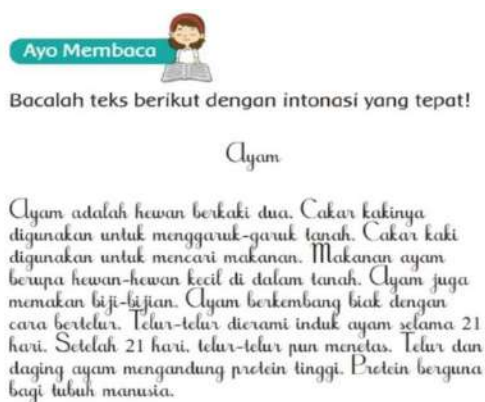 Ayo Membaca
Bacalah teks berikut dengan intonasi yang tepat!
Ayam
Ayam adalah hewan berkaki dua. Cakar kakinya
digunakan untuk menggaruk-garuk tanah. Cakar kaki
digunakan untuk mencari makanan. Makanan ayam
berupa hewan-hewan kecil di dalam tanah. Ayam juga
memakan biji-bijian. Ayam berkembang biak dengan
cara bertelur. Telur-telur dierami induk ayam selama 21
hari. Setelah 21 hari, telur-telur pun menetas. Telur dan
daging ayam mengandung protein tinggi. Protein berguna
bagi tubuh manusia.